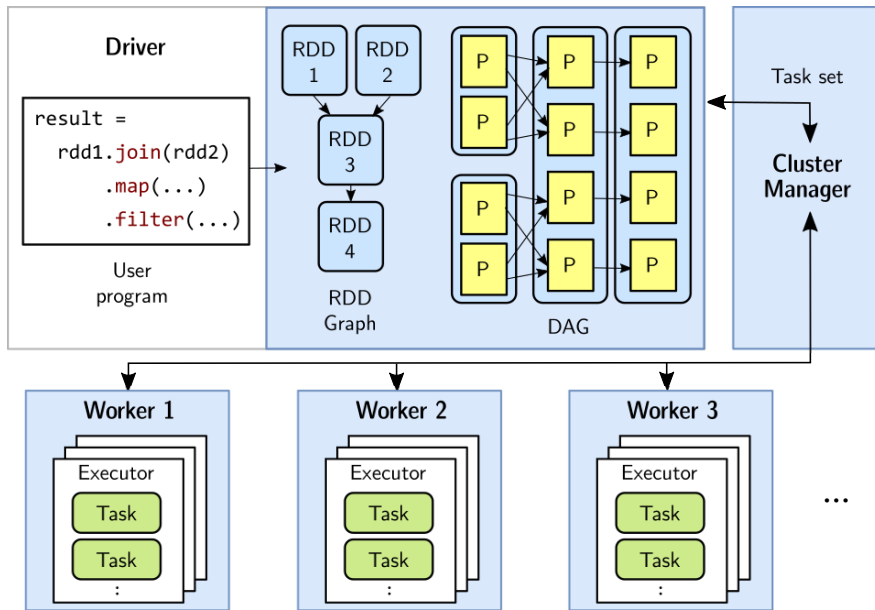 Driver
result =
rdd1.join(rdd2)
.map(...)
.filter(...)
User
program
RDD
1
RDD
2
RDD
3
RDD
4
RDD
Graph
P
P
P
P
P
P
P
P
P
P
P
P
DAG
Task set
Cluster
Manager
Worker 1
Executor
Task
Task
:
Worker 2
Executor
Task
Task
:
Worker 3
Executor
Task
Task
:
...